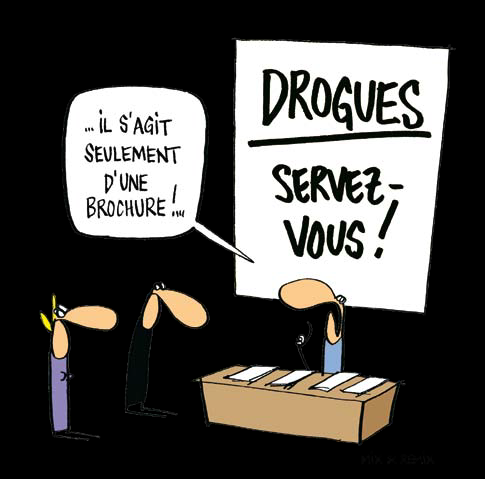 DROGUES
SERVEZ-
VOUS !
... iL S'AGiT
SEULEMENT
D'UNE
BROCHURE !...